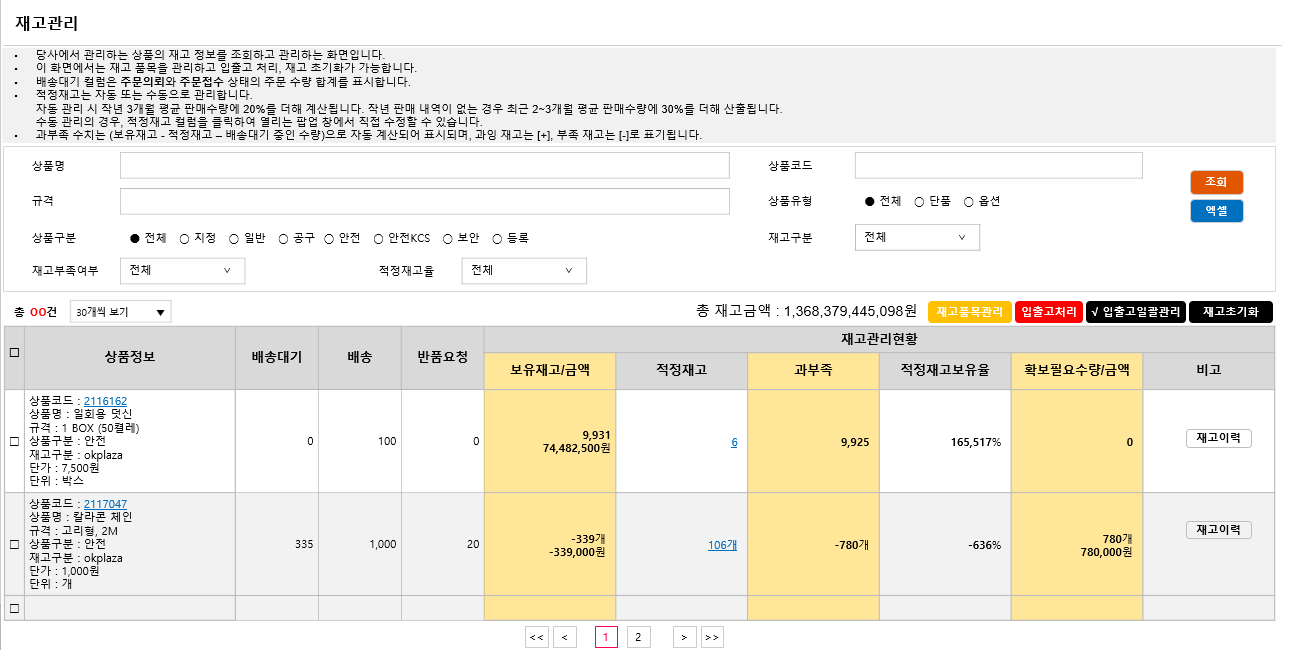 재고관리
• 당사에서 관리하는 상품의 재고 정보를 조회하고 관리하는 화면입니다.
• 이 화면에서는 재고 품목을 관리하고 입출고 처리, 재고 초기화가 가능합니다.
• 배송대기 컬럼은 주문의뢰와 주문접수 상태의 주문 수량 합계를 표시합니다.
• 적정재고는 자동 또는 수동으로 관리합니다.
자동 관리 시 작년 3개월 평균 판매수량에 20%를 더해 계산됩니다. 작년 판매 내역이 없는 경우 최근 2~3개월 평균 판매수량에 30%를 더해 산출됩니다.
수동 관리의 경우, 적정재고 컬럼을 클릭하여 열리는 팝업 창에서 직접 수정할 수 있습니다.
• 과부족 수치는 (보유재고 - 적정재고 – 배송대기 중인 수량)으로 자동 계산되어 표시되며, 과잉 재고는 [+], 부족 재고는 [-]로 표기됩니다.
상품명 상품코드
조회
규격 상품유형 ● 전체 ○ 단품 ○ 옵션
엑셀
상품구분 ● 전체 ○ 지정 ○ 일반 ○ 공구 ○ 안전 ○ 안전KCS ○ 보안 ○ 등록 재고구분 전체
재고부족여부 전체 적정재고율 전체
총 00건 30개씩 보기 ▼ 총 재고금액 : 1,368,379,445,098원 재고품목관리 입출고처리 √ 입출고일괄관리 재고초기화
□ 상품정보 배송대기 배송 반품요청 재고관리현황
보유재고/금액 적정재고 과부족 적정재고보유율 확보필요수량/금액 비고
상품코드 : 2116162
상품명 : 일회용 덧신
규격 : 1 BOX (50켤레)
상품구분 : 안전
재고구분 : okplaza
단가 : 7,500원
단위 : 박스
□ 0 100 0 9,931 6 9,925 165,517% 0 재고이력
74,482,500원
상품코드 : 2117047
상품명 : 칼라콘 체인
규격 : 고리형, 2M
상품구분 : 안전
재고구분 : okplaza
단가 : 1,000원
단위 : 개
□ 335 1,000 20 -339개 106개 -780개 -636% 780개 재고이력
-339,000원 780,000원
□
<< < 1 2 > >>